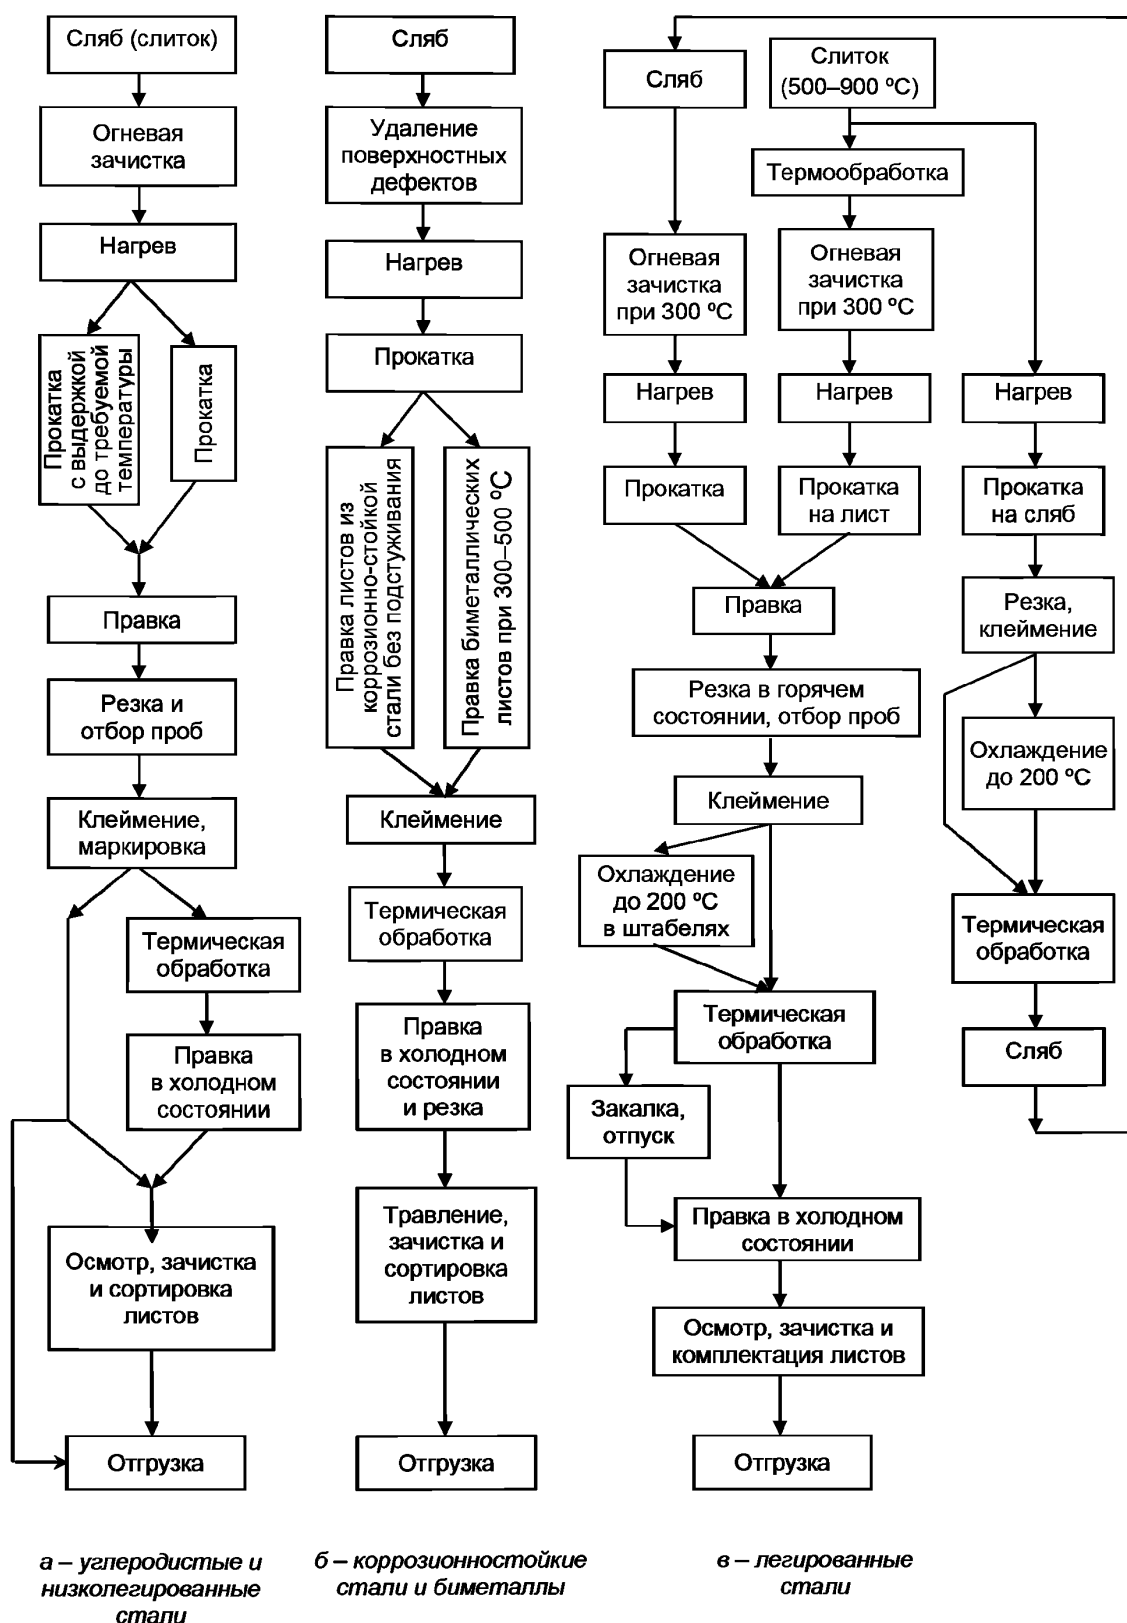 Сляб (слиток)
Огневая
зачистка
Нагрев
Прокатка
с выдержкой
до требуемой
температуры
Прокатка
Правка
Резка и
отбор проб
Клеймение,
маркировка
Термическая
обработка
Правка
в холодном
состоянии
Осмотр, зачистка
и сортировка
листов
Отгрузка
а – углеродистые и
низколегированные
стали
Сляб
Удаление
поверхностных
дефектов
Нагрев
Прокатка
Правка листов из
коррозионно-стойкой
стали без подстуживания
Правка биметаллических
листов при 300–500 ºС
Клеймение
Термическая
обработка
Правка
в холодном
состоянии
и резка
Травление,
зачистка и
сортировка
листов
Отгрузка
б – коррозионностойкие
стали и биметаллы
Сляб
Огневая
зачистка
при 300 ºС
Нагрев
Прокатка
Слиток
(500–900 ºС)
Термообработка
Огневая
зачистка
при 300 ºС
Нагрев
Прокатка
на лист
Правка
Резка в горячем
состоянии, отбор проб
Клеймение
Охлаждение
до 200 ºС
в штабелях
Термическая
обработка
Закалка,
отпуск
Правка в холодном
состоянии
Осмотр, зачистка и
комплектация листов
Отгрузка
Нагрев
Прокатка
на сляб
Резка,
клеймение
Охлаждение
до 200 ºС
Термическая
обработка
Сляб
в – легированные
стали